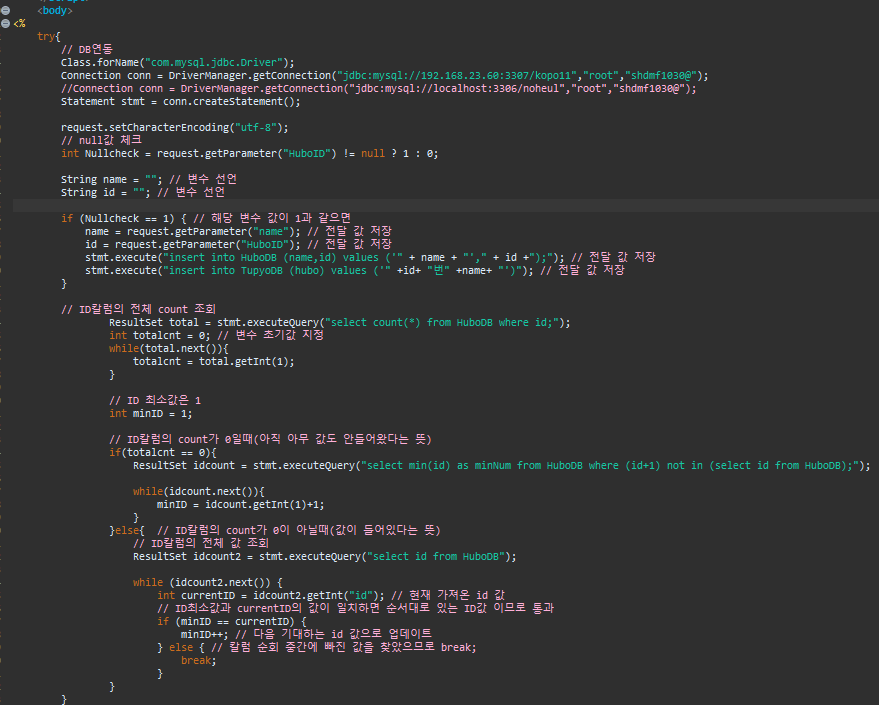 <body>
<%
try{
// DB연동
Class.forName("com.mysql.jdbc.Driver");
Connection conn = DriverManager.getConnection("jdbc:mysql://192.168.23.60:3307/kopo11","root","shdmf1030@");
//Connection conn = DriverManager.getConnection("jdbc:mysql://localhost:3306/noheul","root","shdmf1030@");
Statement stmt = conn.createStatement();
request.setCharacterEncoding("utf-8");
// null값 체크
int Nullcheck = request.getParameter("HuboID") != null ? 1 : 0;
String name = ""; // 변수 선언
String id = ""; // 변수 선언
if (Nullcheck == 1) { // 해당 변수 값이 1과 같으면
name = request.getParameter("name"); // 전달 값 저장
id = request.getParameter("HuboID"); // 전달 값 저장
stmt.execute("insert into HuboDB (name,id) values ('" + name + "'," + id +");"); // 전달 값 저장
stmt.execute("insert into TupyoDB (hubo) values ('" +id+ "번" +name+ "')"); // 전달 값 저장
}
// ID칼럼의 전체 count 조회
ResultSet total = stmt.executeQuery("select count(*) from HuboDB where id;");
int totalcnt = 0; // 변수 초기값 지정
while(total.next()){
totalcnt = total.getInt(1);
}
// ID 최소값은 1
int minID = 1;
// ID칼럼의 count가 0일때(아직 아무 값도 안들어왔다는 뜻)
if(totalcnt == 0){
ResultSet idcount = stmt.executeQuery("select min(id) as minNum from HuboDB where (id+1) not in (select id from HuboDB);");
while(idcount.next()){
minID = idcount.getInt(1)+1;
}
}else{ // ID칼럼의 count가 0이 아닐때(값이 들어있다는 뜻)
// ID칼럼의 전체 값 조회
ResultSet idcount2 = stmt.executeQuery("select id from HuboDB");
while (idcount2.next()) {
int currentID = idcount2.getInt("id"); // 현재 가져온 id 값
// ID최소값과 currentID의 값이 일치하면 순서대로 있는 ID값 이므로 통과
if (minID == currentID) {
minID++; // 다음 기대하는 id 값으로 업데이트
} else { // 칼럼 순회 중간에 빠진 값을 찾았으므로 break;
break;
}
}
}